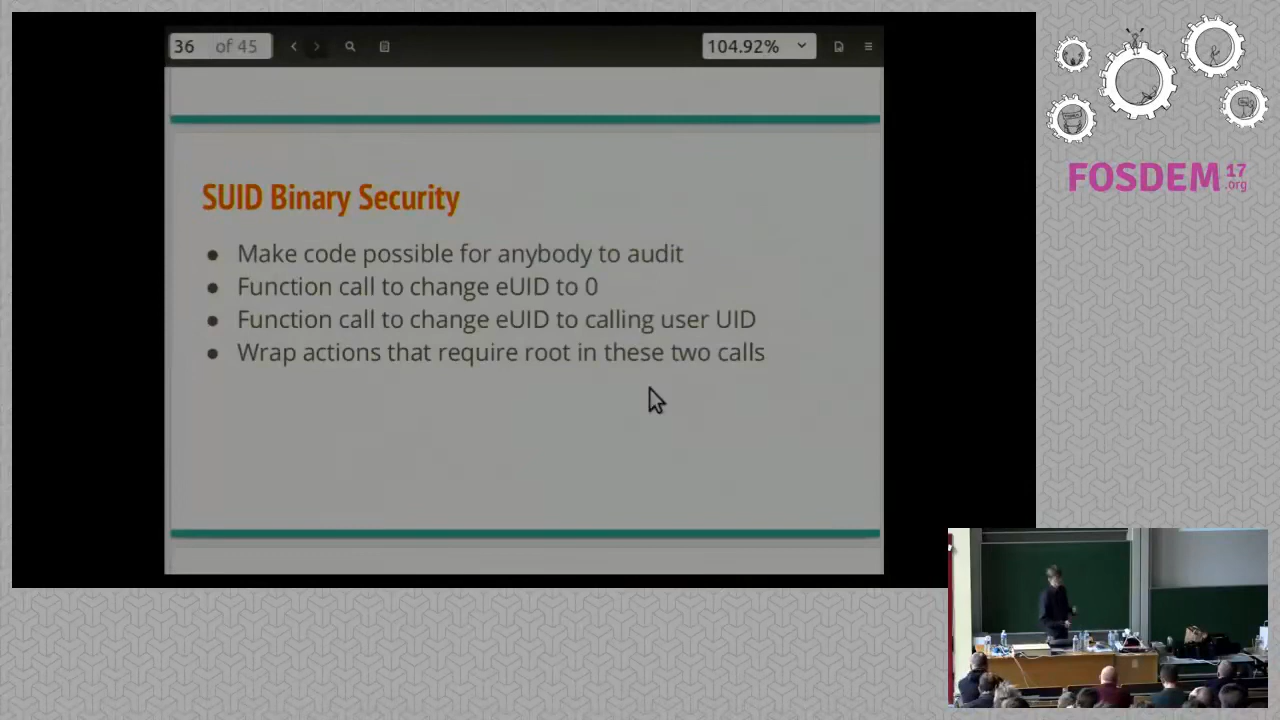 36 of 45
104.92%
SUID Binary Security
● Make code possible for anybody to audit
● Function call to change eUID to 0
● Function call to change eUID to calling user UID
● Wrap actions that require root in these two calls
FOSDEM 17
.org